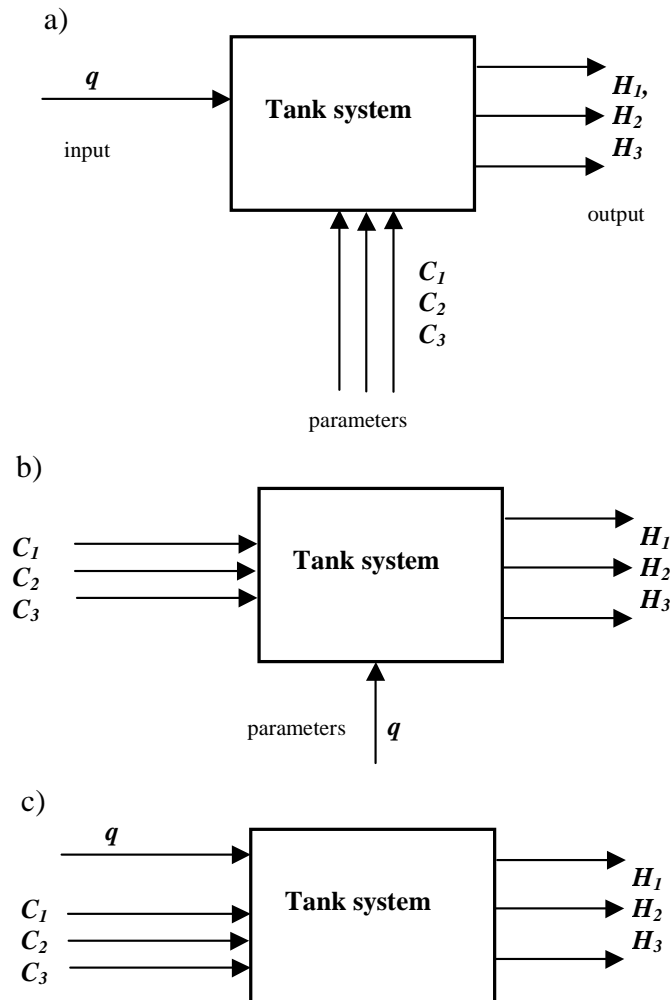 a)
q
input
Tank system
H1,
H2
H3
output
C1
C2
C3
parameters
b)
C1
C2
C3
Tank system
H1
H2
H3
parameters q
c)
q
C1
C2
C3
Tank system
H1
H2
H3